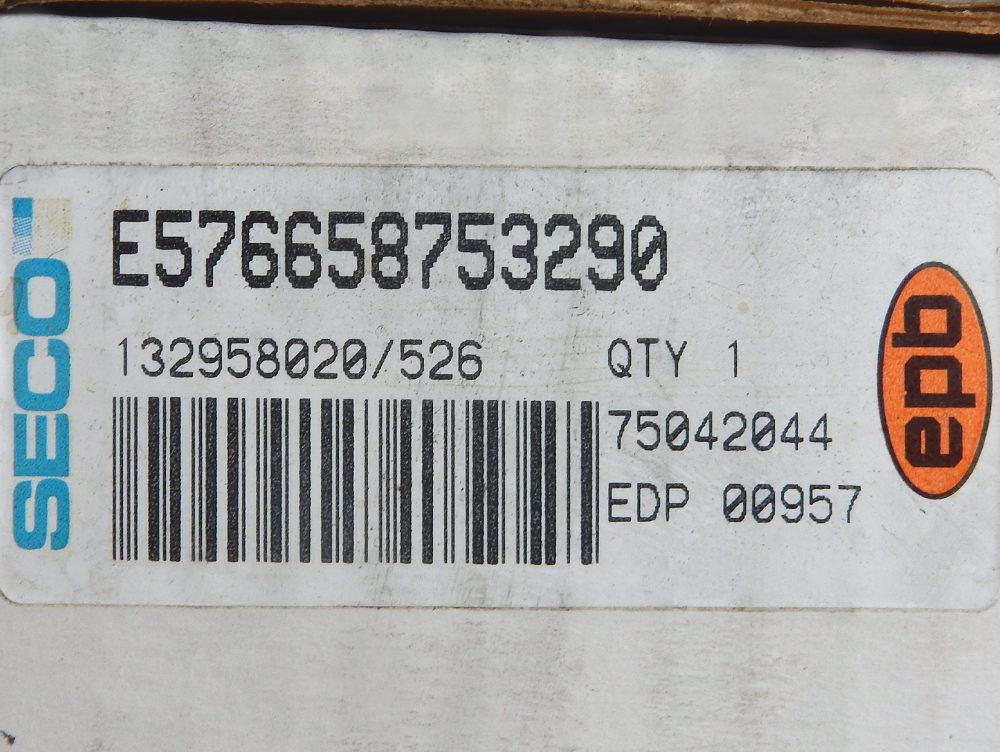 SECO
E576658753290
132958020/526
QTY 1
75042044
EDP 00957
epb